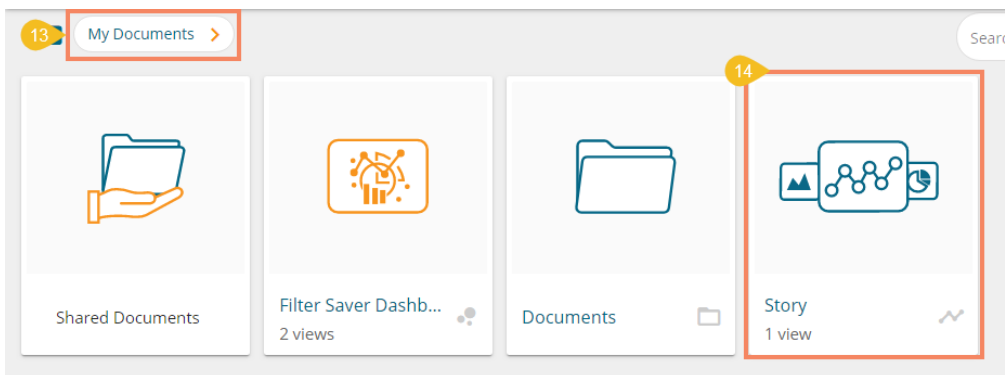 13
My Documents
Searc
14
Shared Documents
Filter Saver Dashb...
2 views
Documents
Story
1 view